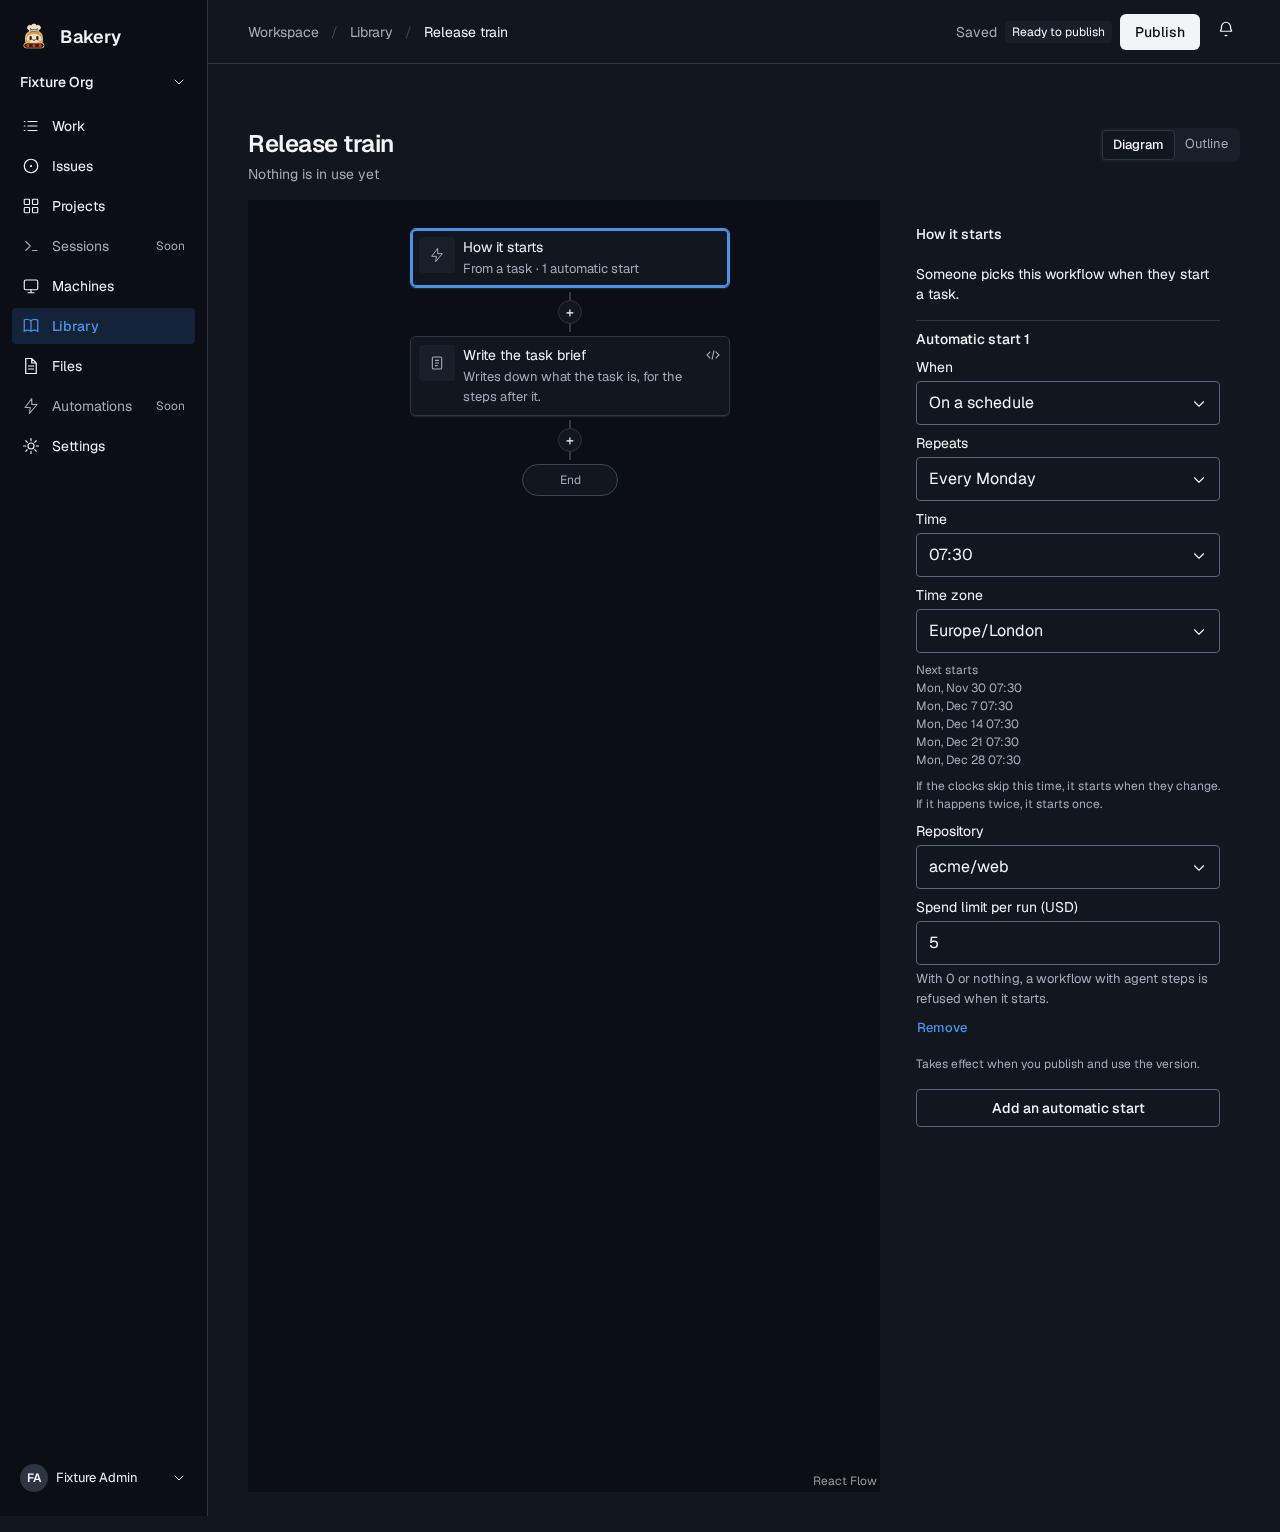 Bakery
Fixture Org
Work
Issues
Projects
Sessions Soon
Machines
Library
Files
Automations Soon
Settings
FA Fixture Admin
Workspace / Library / Release train
Saved Ready to publish Publish
Release train
Nothing is in use yet
Diagram Outline
How it starts
From a task · 1 automatic start
+
Write the task brief
Writes down what the task is, for the
steps after it.
+
End
React Flow
How it starts
Someone picks this workflow when they start
a task.
Automatic start 1
When
On a schedule
Repeats
Every Monday
Time
07:30
Time zone
Europe/London
Next starts
Mon, Nov 30 07:30
Mon, Dec 7 07:30
Mon, Dec 14 07:30
Mon, Dec 21 07:30
Mon, Dec 28 07:30
If the clocks skip this time, it starts when they change.
If it happens twice, it starts once.
Repository
acme/web
Spend limit per run (USD)
5
With 0 or nothing, a workflow with agent steps is
refused when it starts.
Remove
Takes effect when you publish and use the version.
Add an automatic start